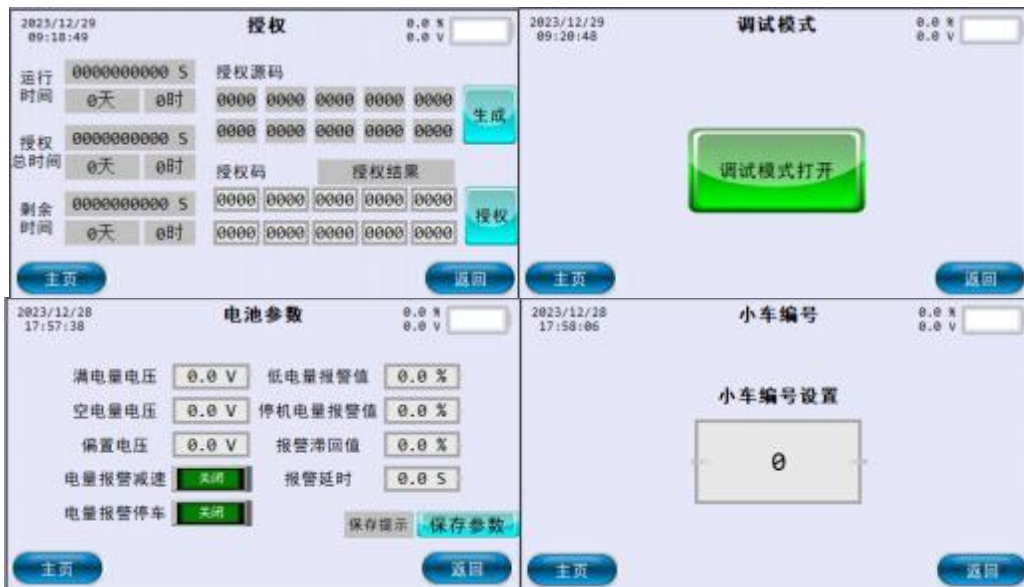 2023/12/29
09:18:49
授权
0.0 %
0.0 V
运行
时间
0000000000 S
0天 0时
授权
总时间
0000000000 S
0天 0时
剩余
时间
0000000000 S
0天 0时
授权源码
0000 0000 0000 0000 0000
0000 0000 0000 0000 0000
生成
授权码 授权结果
0000 0000 0000 0000 0000
0000 0000 0000 0000 0000
授权
主页 返回
2023/12/29
09:20:48
调试模式
0.0 %
0.0 V
调试模式打开
主页 返回
2023/12/28
17:57:38
电池参数
0.0 %
0.0 V
满电量电压 0.0 V 低电量报警值 0.0 %
空电量电压 0.0 V 停机电量报警值 0.0 %
偏置电压 0.0 V 报警滞回值 0.0 %
电量报警减速 关闭 报警延时 0.0 S
电量报警停车 关闭
保存提示 保存参数
主页 返回
2023/12/28
17:58:06
小车编号
0.0 %
0.0 V
小车编号设置
0
主页 返回